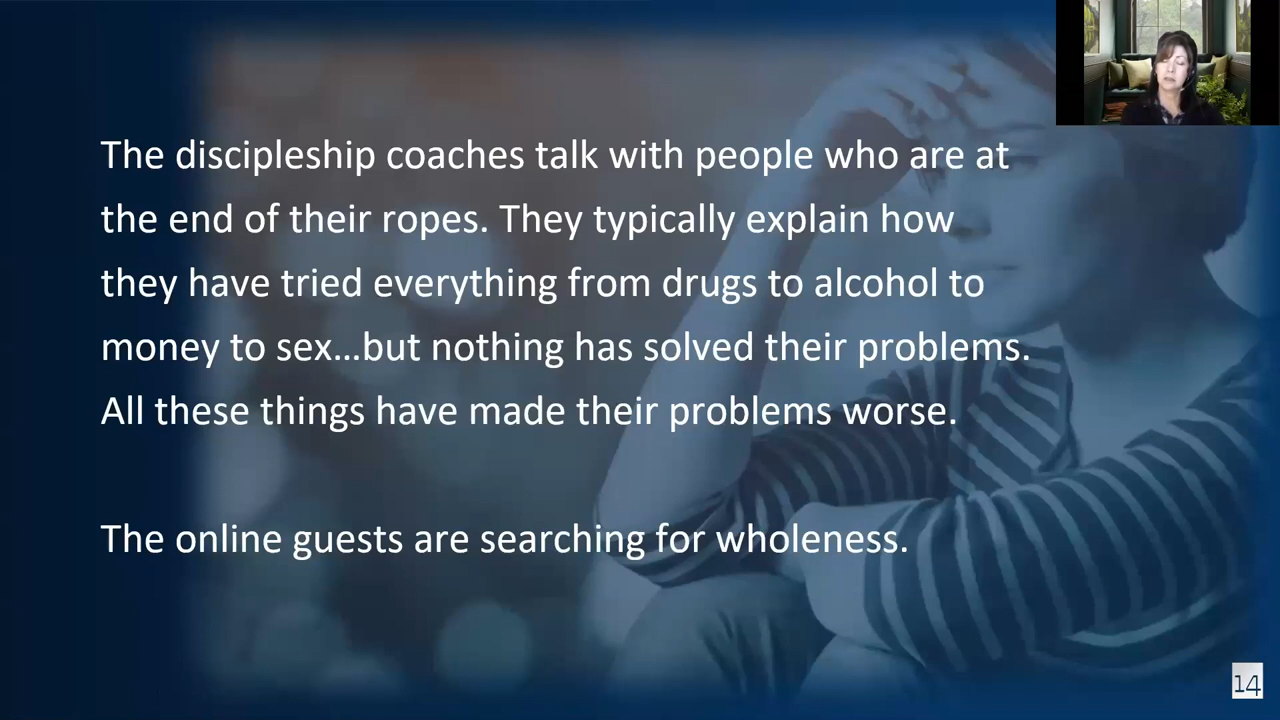 The discipleship coaches talk with people who are at
the end of their ropes. They typically explain how
they have tried everything from drugs to alcohol to
money to sex…but nothing has solved their problems.
All these things have made their problems worse.
The online guests are searching for wholeness.
14